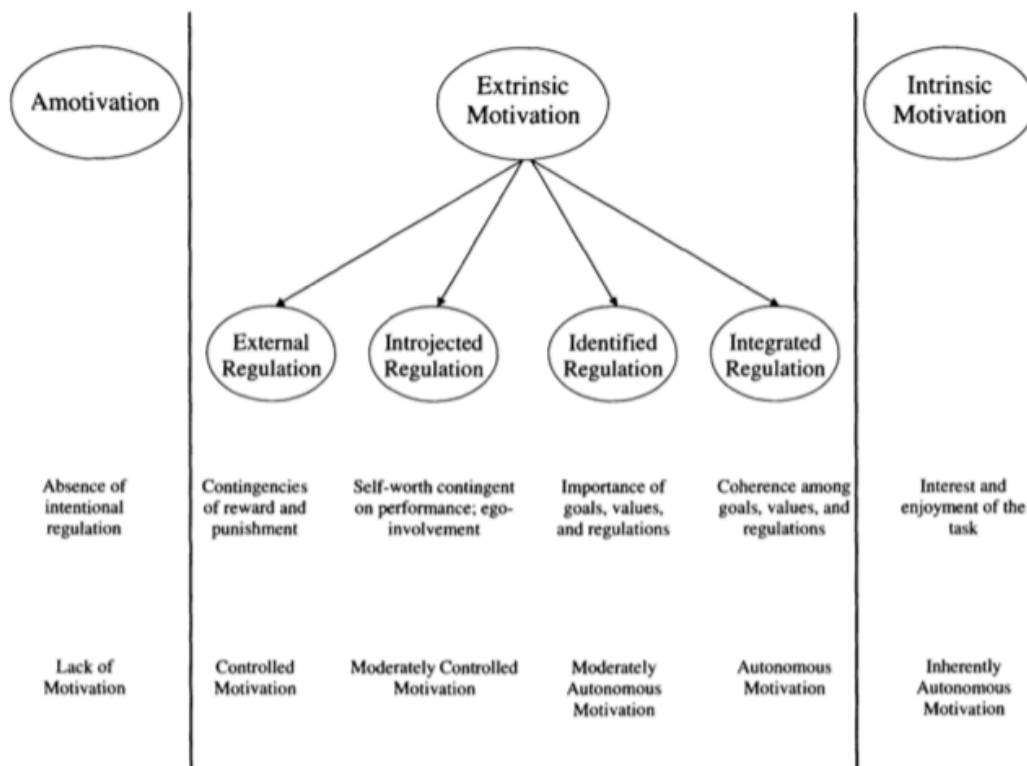 Amotivation
Extrinsic
Motivation
Intrinsic
Motivation
External
Regulation
Introjected
Regulation
Identified
Regulation
Integrated
Regulation
Absence of
intentional
regulation
Contingencies
of reward and
punishment
Self-worth contingent
on performance; ego-
involvement
Importance of
goals, values,
and regulations
Coherence among
goals, values, and
regulations
Interest and
enjoyment of the
task
Lack of
Motivation
Controlled
Motivation
Moderately Controlled
Motivation
Moderately
Autonomous
Motivation
Autonomous
Motivation
Inherently
Autonomous
Motivation